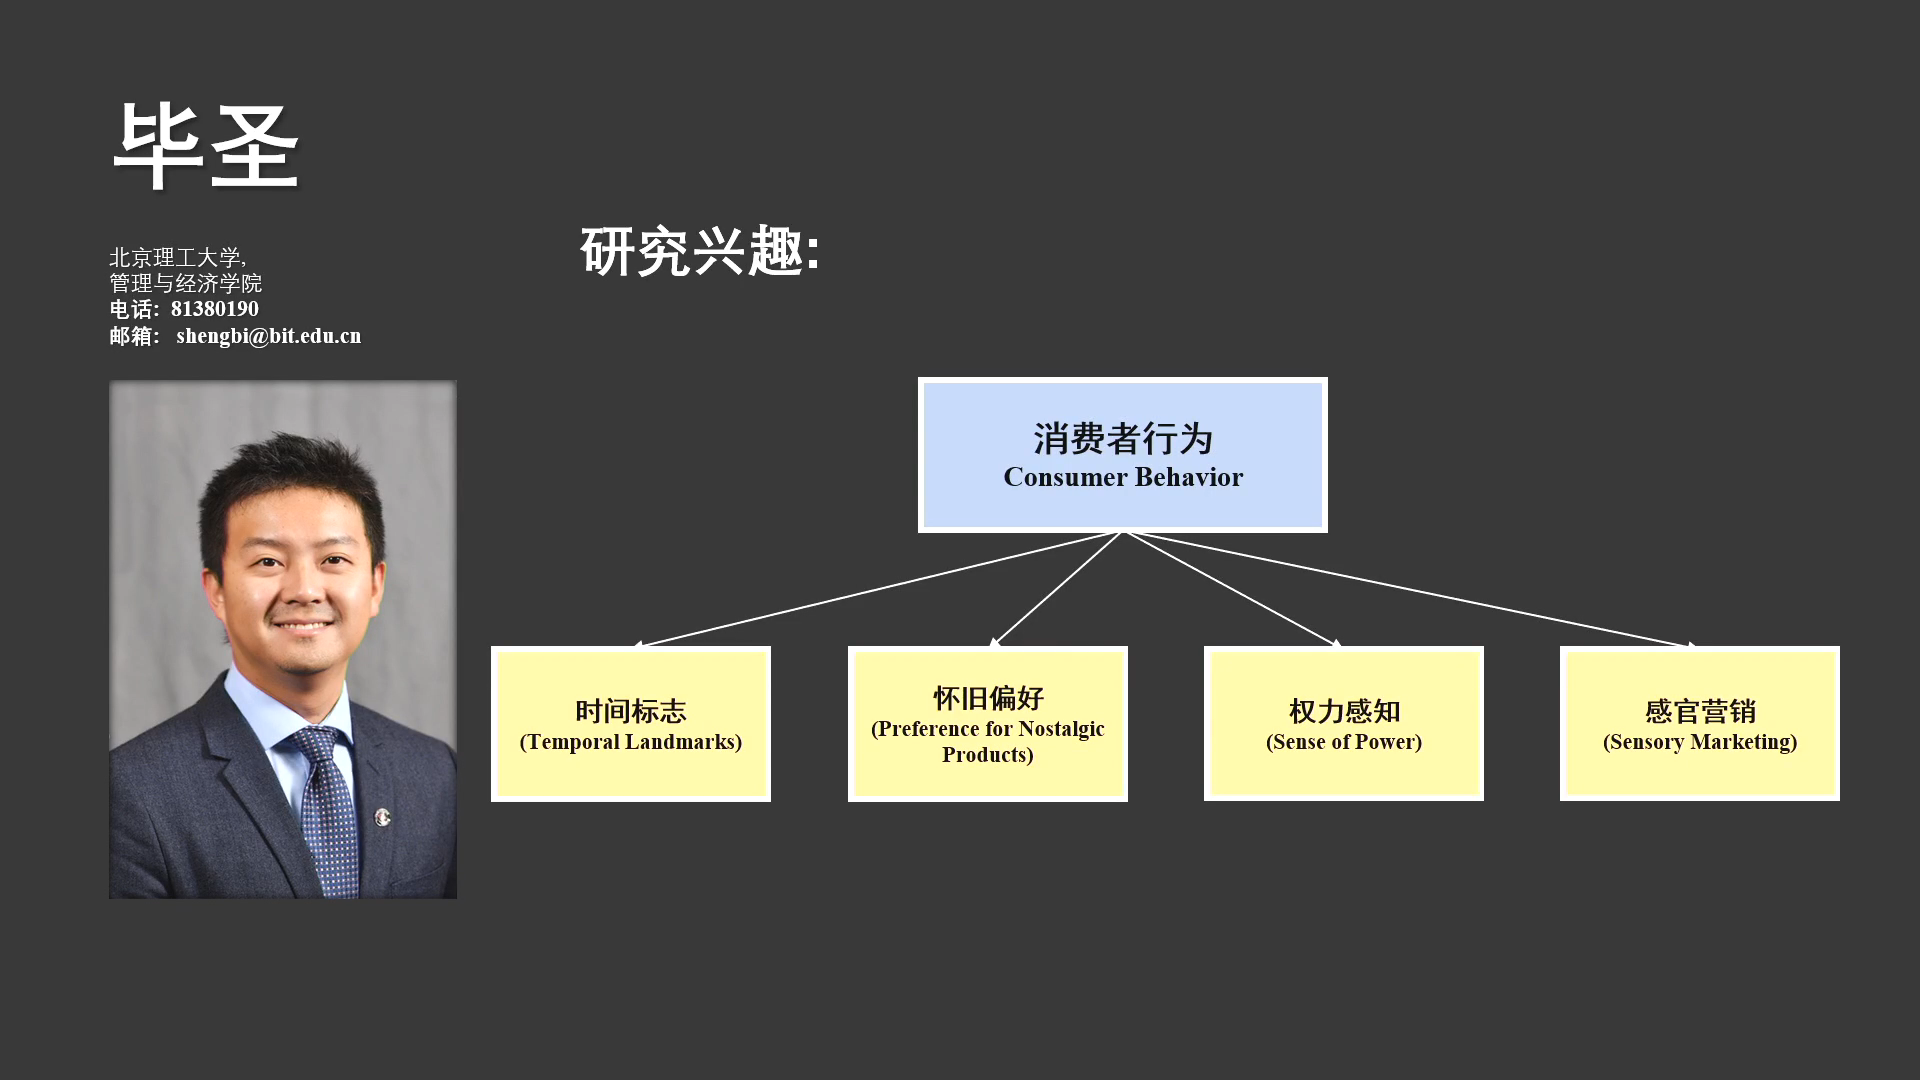 毕圣
北京理工大学,
管理与经济学院
电话: 81380190
邮箱: shengbi@bit.edu.cn
研究兴趣:
消费者行为
Consumer Behavior
时间标志
(Temporal Landmarks)
怀旧偏好
(Preference for Nostalgic
Products)
权力感知
(Sense of Power)
感官营销
(Sensory Marketing)